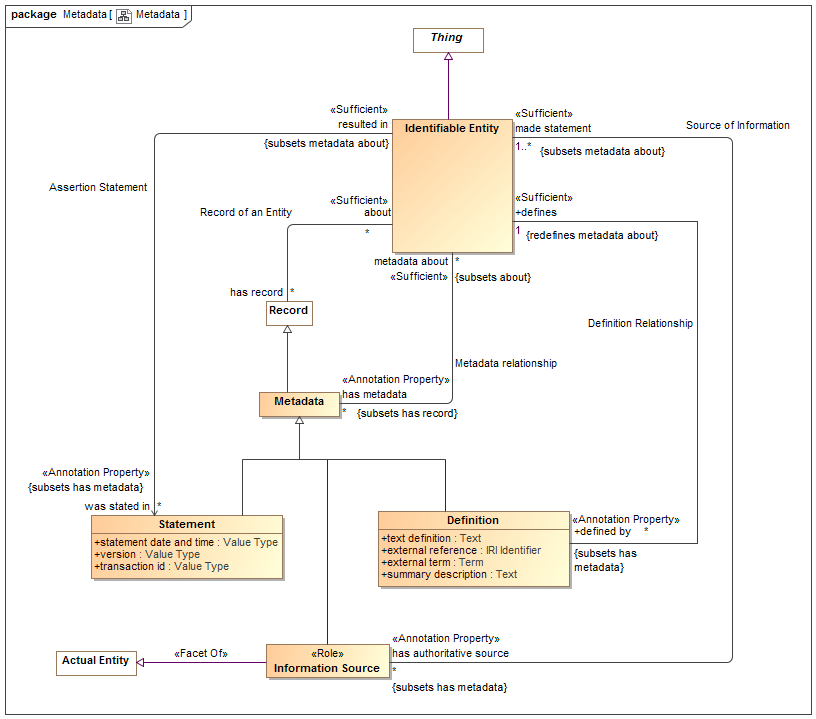 package Metadata [ Metadata ]
Thing
«Sufficient»
resulted in
{subsets metadata about}
Identifiable Entity
«Sufficient»
made statement
1..*
{subsets metadata about}
Source of Information
Assertion Statement
«Sufficient»
about
*
Record of an Entity
«Sufficient»
+defines
1
{redefines metadata about}
metadata about *
«Sufficient» {subsets about}
has record *
Record
Definition Relationship
Metadata relationship
«Annotation Property»
has metadata
* {subsets has record}
Metadata
«Annotation Property»
{subsets has metadata}
was stated in *
Statement
+statement date and time : Value Type
+version : Value Type
+transaction id : Value Type
Definition
+text definition : Text
+external reference : IRI Identifier
+external term : Term
+summary description : Text
«Annotation Property»
+defined by *
{subsets has
metadata}
Actual Entity
«Facet Of»
«Role»
Information Source
«Annotation Property»
has authoritative source
*
{subsets has metadata}